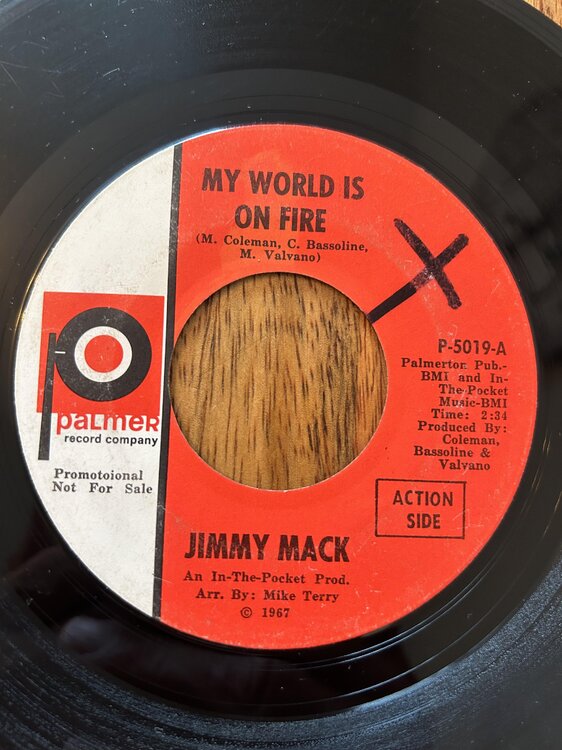 MY WORLD IS
ON FIRE
(M. Coleman, C. Bassoline,
M. Valvano)
P-5019-A
Palmerton Pub.-
BMI and In-
The-Pocket
Music-BMI
Time: 2:34
Produced By:
Coleman,
Bassoline &
Valvano
ACTION
SIDE
palmer
record company
Promotoional
Not For Sale
JIMMY MACK
An In-The-Pocket Prod.
Arr. By: Mike Terry
© 1967